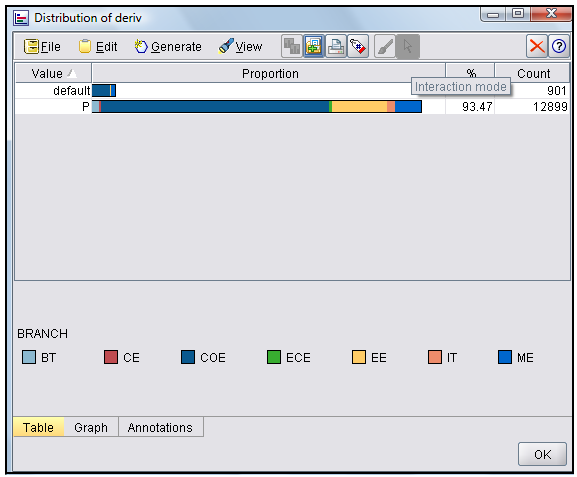 Distribution of deriv
File Edit Generate View
Value Proportion % Count
Interaction mode
default 901
P 93.47 12899
BRANCH
BT CE COE ECE EE IT ME
Table Graph Annotations
OK